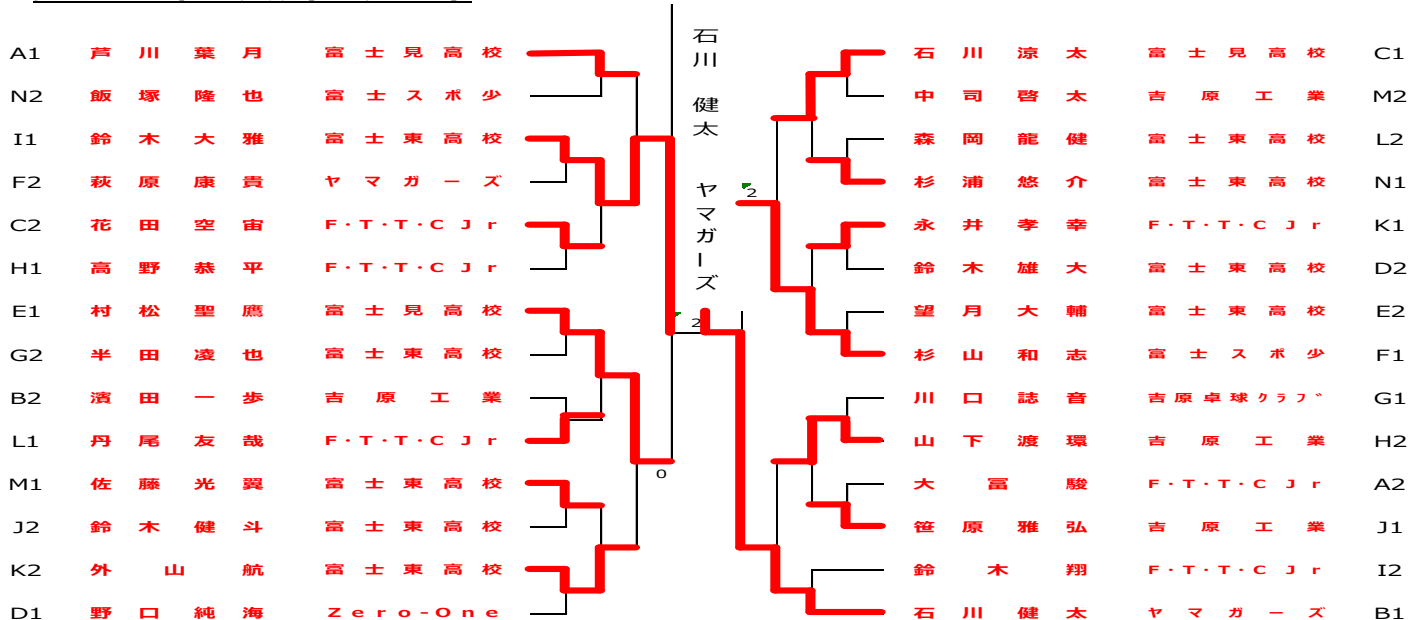 A1 芦川葉月 富士見高校
N2 飯塚隆也 富士スポ少
I1 鈴木大雅 富士東高校
F2 萩原康貴 ヤマガーズ
C2 花田空宙 F・T・T・C Jr
H1 高野恭平 F・T・T・C Jr
E1 村松聖鷹 富士見高校
G2 半田凌也 富士東高校
B2 濱田一歩 吉原工業
L1 丹尾友哉 F・T・T・C Jr
M1 佐藤光翼 富士東高校
J2 鈴木健斗 富士東高校
K2 外山航 富士東高校
D1 野口純海 Zero-One
石川 健太 ヤマガーズ
2
2
0
石川涼太 富士見高校 C1
中司啓太 吉原工業 M2
森岡龍健 富士東高校 L2
杉浦悠介 富士東高校 N1
永井孝幸 F・T・T・C Jr K1
鈴木雄大 富士東高校 D2
望月大輔 富士東高校 E2
杉山和志 富士スポ少 F1
川口誌音 吉原卓球クラブ G1
山下渡環 吉原工業 H2
大冨駿 F・T・T・C Jr A2
笹原雅弘 吉原工業 J1
鈴木翔 F・T・T・C Jr I2
石川健太 ヤマガーズ B1